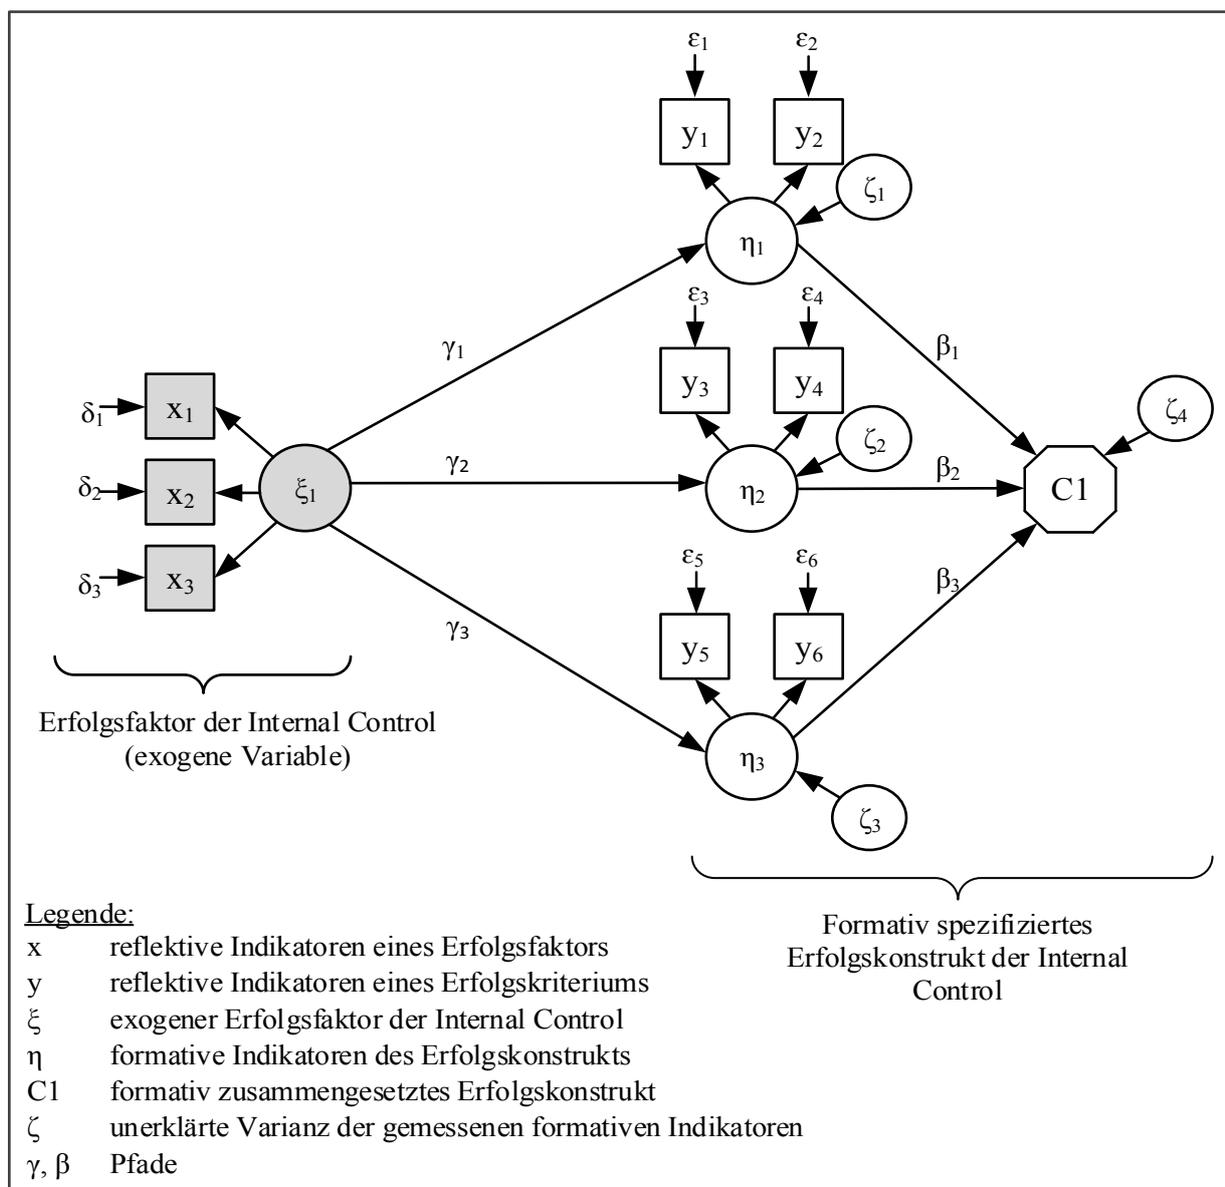 ε1 ε2
y1 y2
ζ1
η1
ε3 ε4
γ1 β1
y3 y4
δ1 x1
ζ2 ζ4
γ2 β2
δ2 x2 ξ1 η2 C1
ε5 ε6
δ3 x3 β3
γ3
y5 y6
Erfolgsfaktor der Internal Control
(exogene Variable)
η3
ζ3
Formativ spezifiziertes
Erfolgskonstrukt der Internal
Control
Legende:
x reflektive Indikatoren eines Erfolgsfaktors
y reflektive Indikatoren eines Erfolgskriteriums
ξ exogener Erfolgsfaktor der Internal Control
η formative Indikatoren des Erfolgskonstrukts
C1 formativ zusammengesetztes Erfolgskonstrukt
ζ unerklärte Varianz der gemessenen formativen Indikatoren
γ, β Pfade